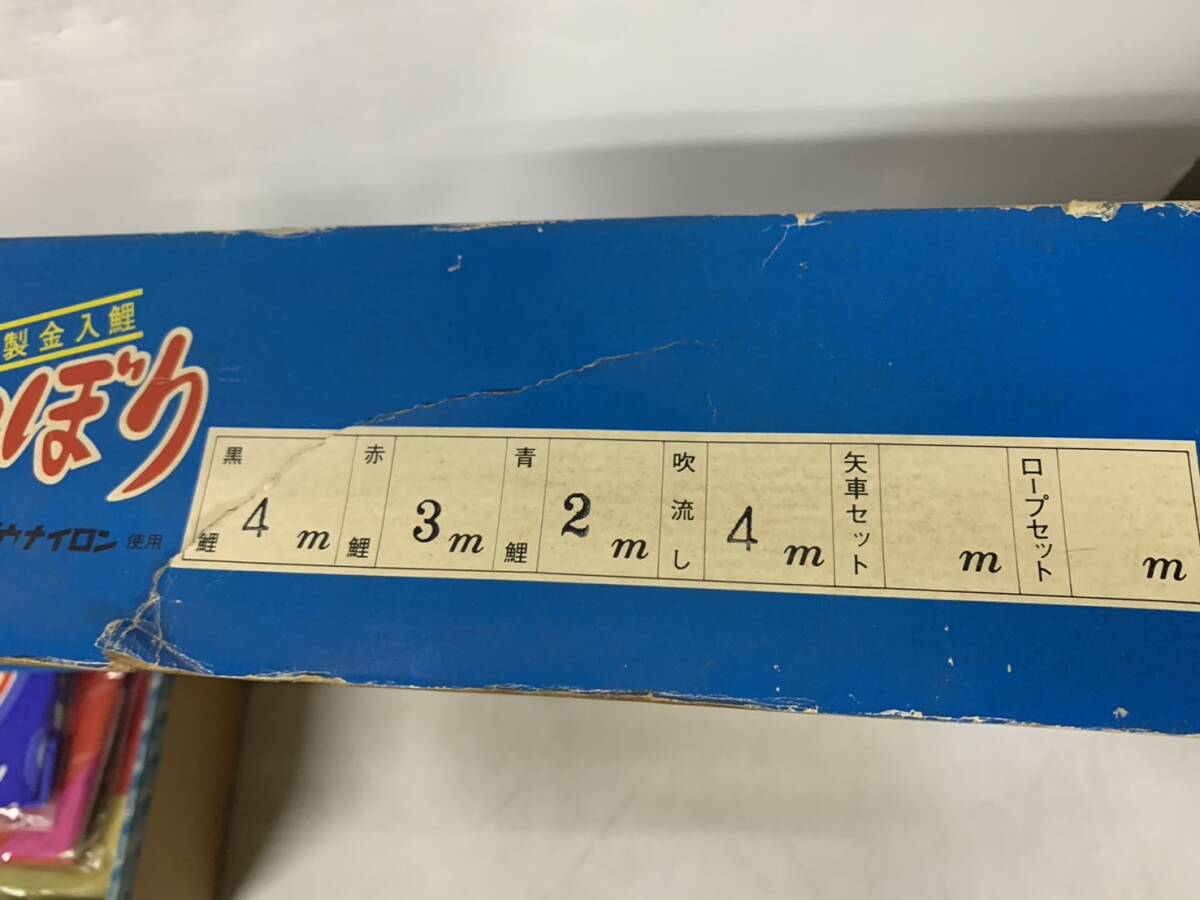 製金入鯉
ぼり
ナイロン 使用
黒鯉 4 m 赤鯉 3 m 青鯉 2 m 吹流し 4 m 矢車セット m ロープセット m